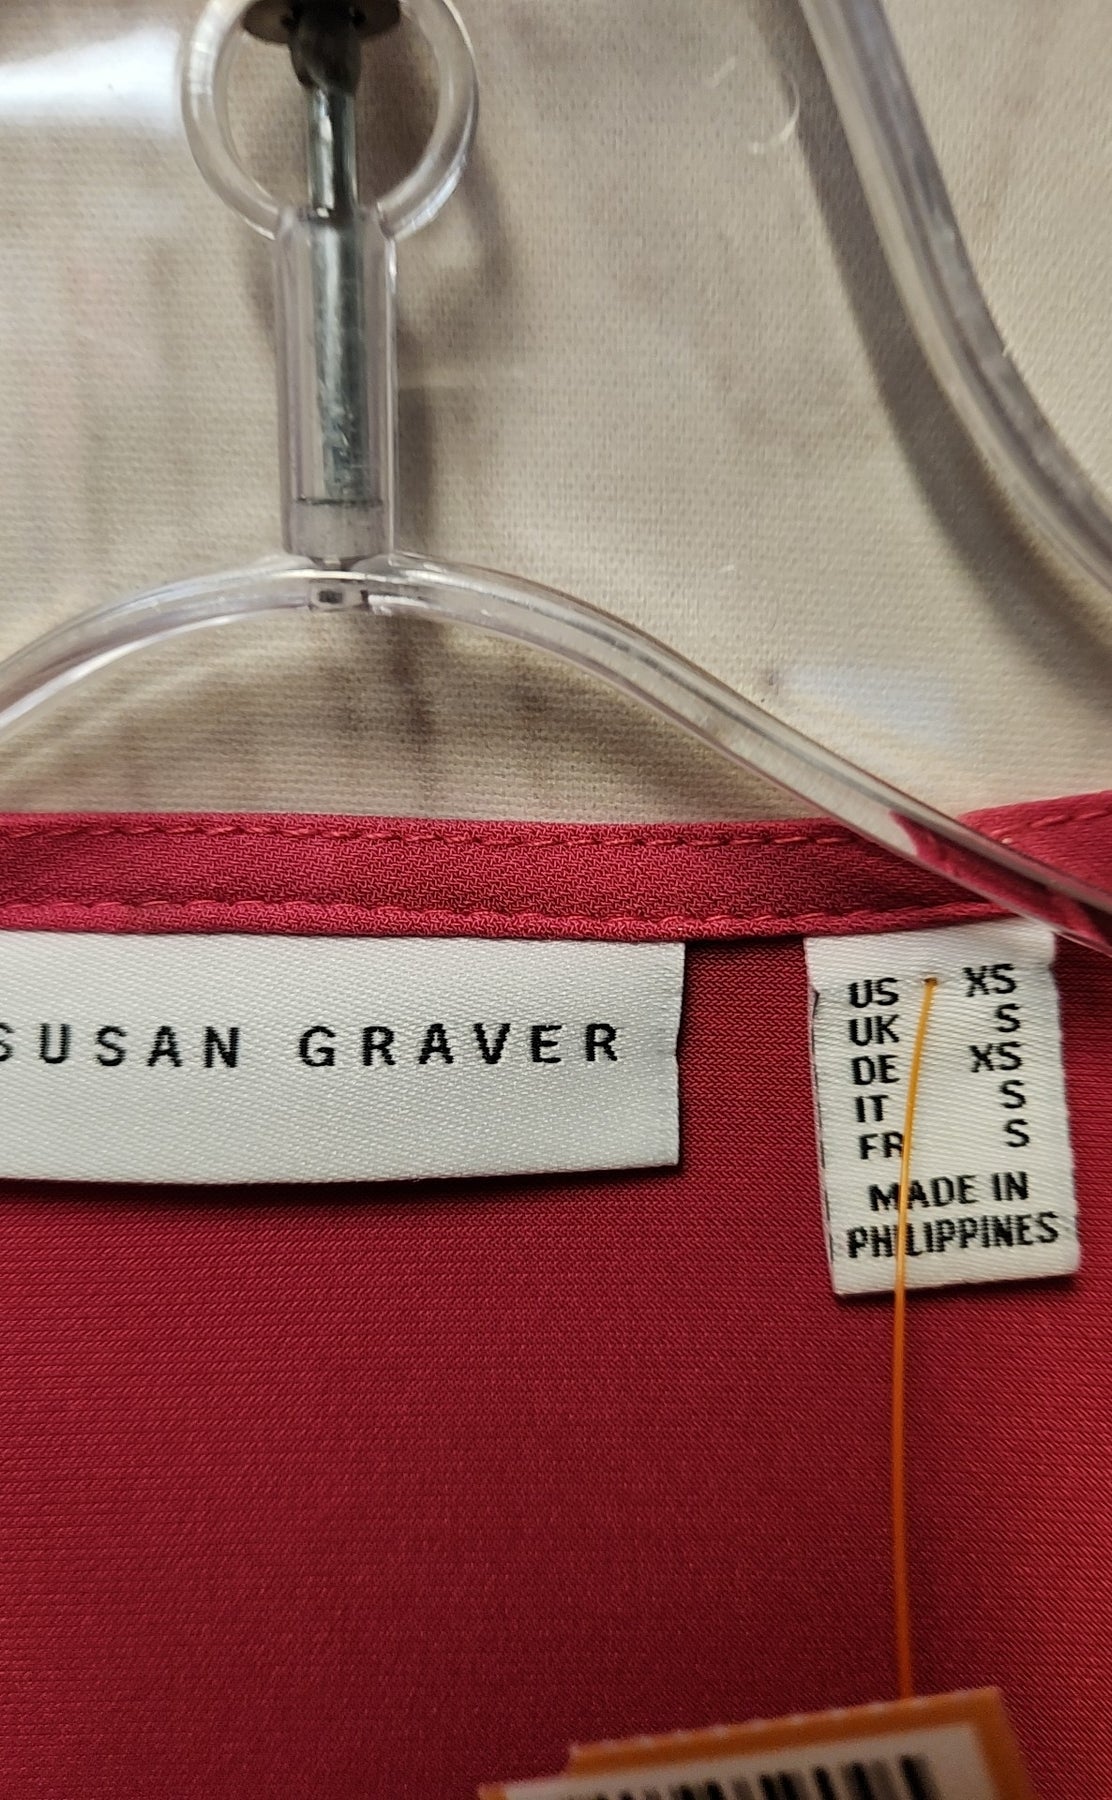 SUSAN GRAVER
US XS
UK S
DE XS
IT S
FR S
MADE IN
PHILIPPINES